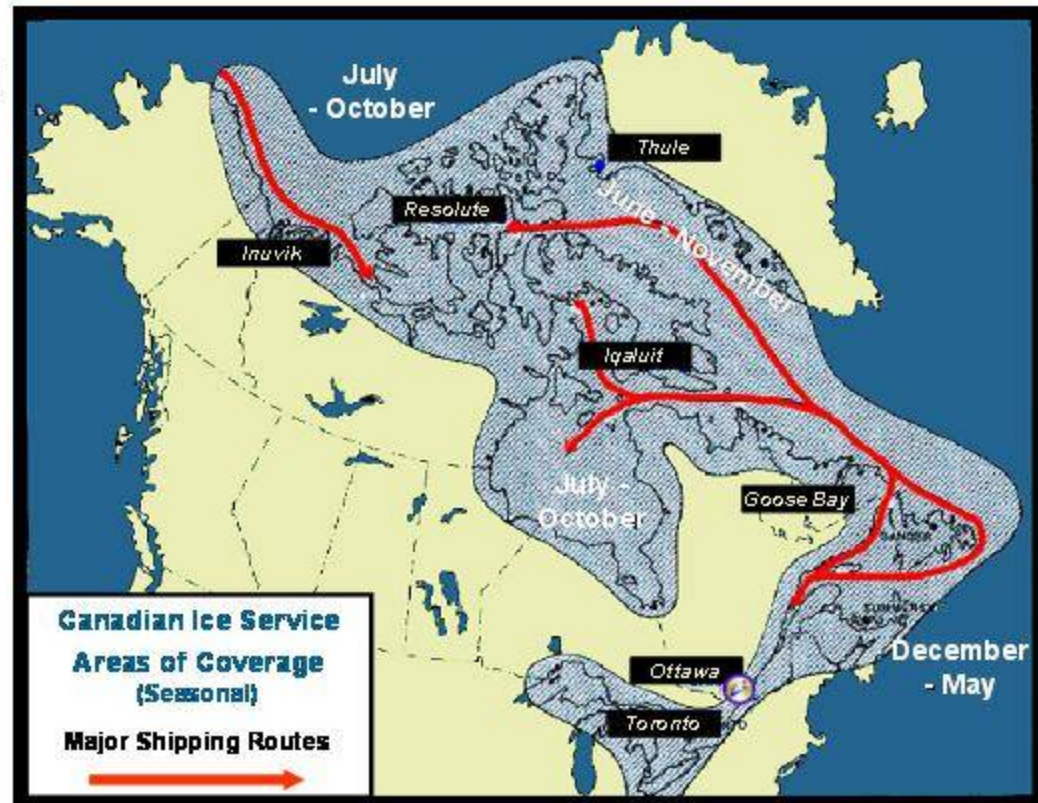 July
- October
Thule
Resolute
June - November
Inuvik
Iqaluit
July -
October
Goose Bay
GANDER
December
- May
Ottawa
Toronto
Canadian Ice Service
Areas of Coverage
(Seasonal)
Major Shipping Routes